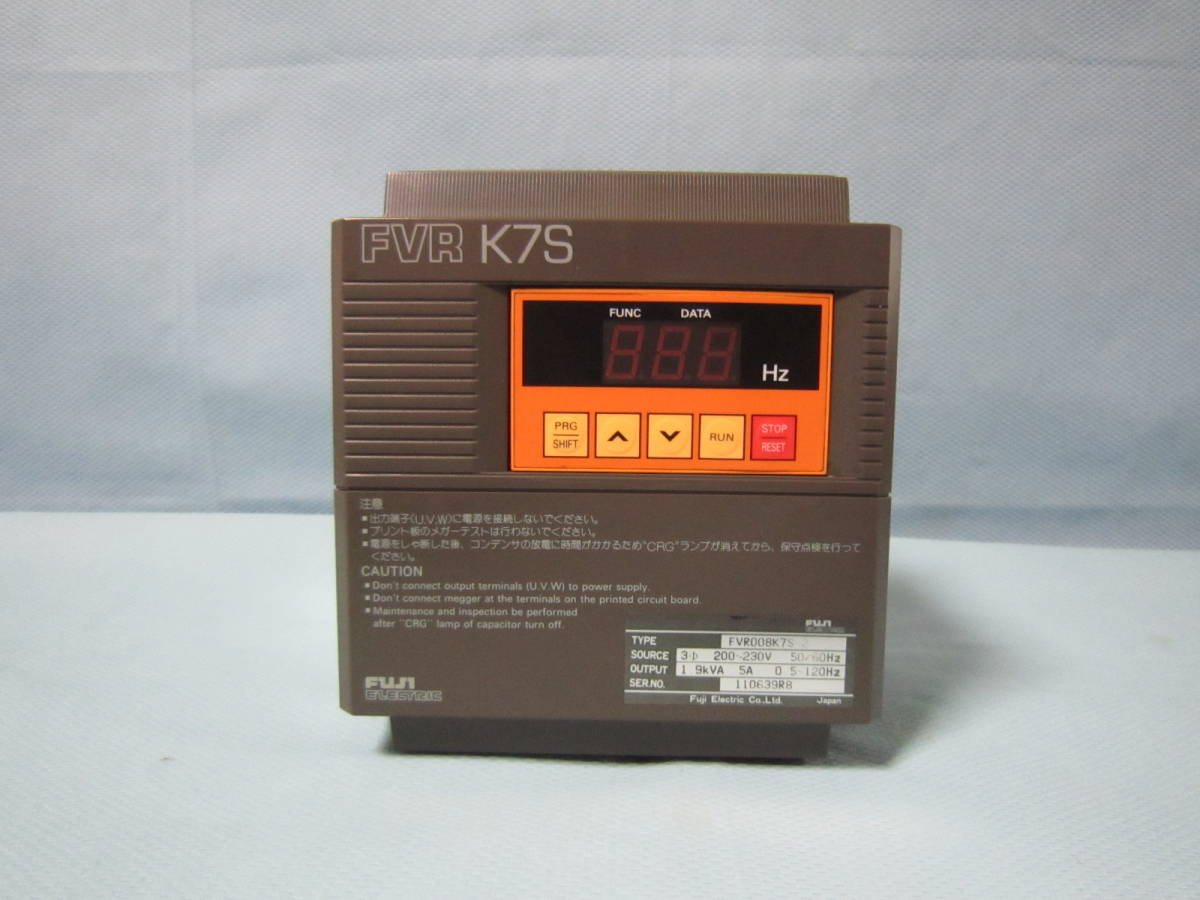 FVR K7S
FUNC DATA
888
Hz
PRG
SHIFT
RUN
STOP
RESET
注意
■出力端子(U.V.W)に電源を接続しないでください。
■プリント板のメガーテストは行わないでください。
■電源をしゃ断した後、コンデンサの放電に時間がかかるため"CRG"ランプが消えてから、保守点検を行って
ください。
CAUTION
■Don't connect output terminals (U.V.W) to power supply.
■Don't connect megger at the terminals on the printed circuit board.
■Maintenance and inspection be performed
after "CRG" lamp of capacitor turn off.
FUJI
ELECTRIC
FUJI
ELECTRIC
TYPE FVR008K7S-2
SOURCE 3·Φ 200~230V 50/60Hz
OUTPUT 1.9kVA 5A 0.5~120Hz
SER.NO. 110639R8
Fuji Electric Co.,Ltd. Japan